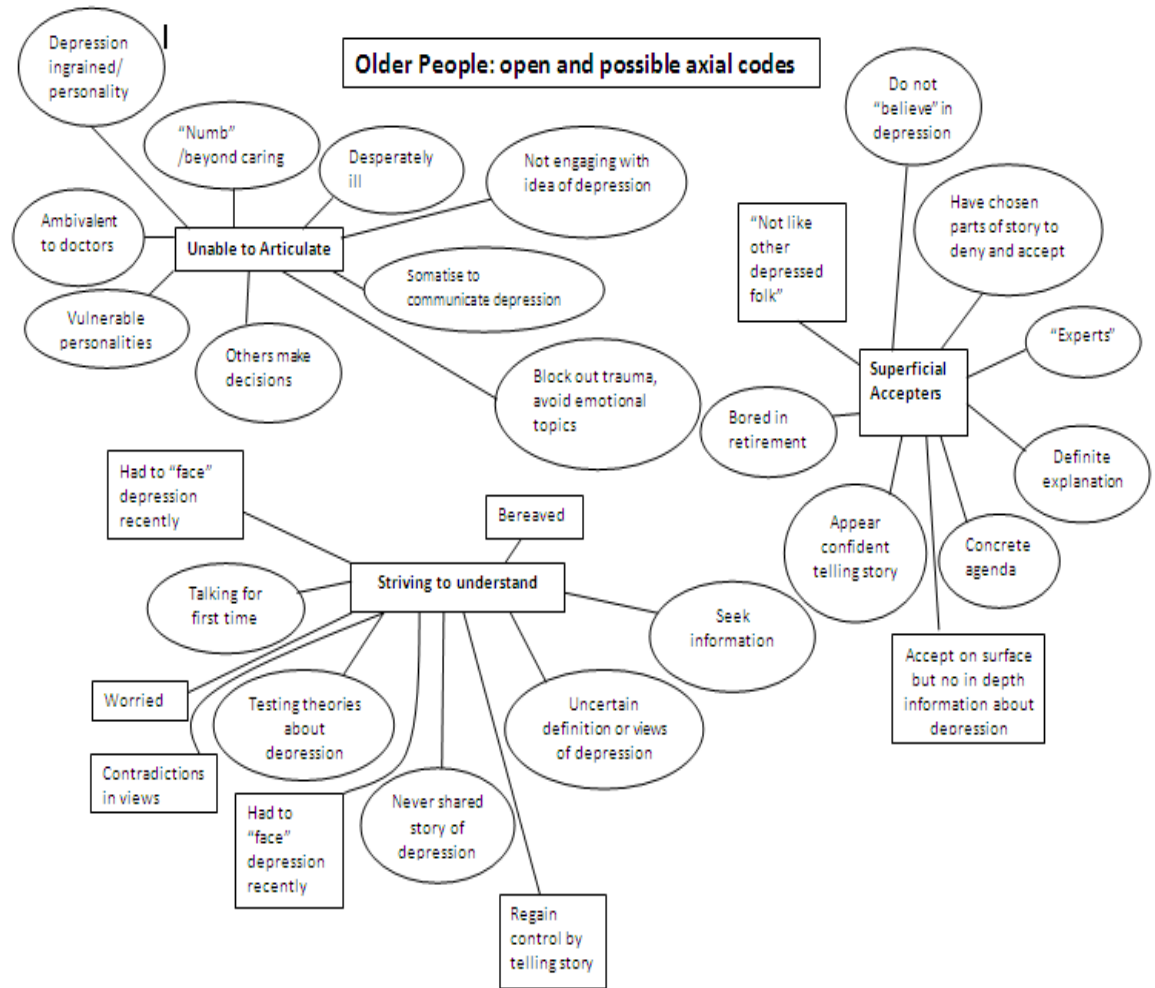 Older People: open and possible axial codes
Depression
ingrained/
personality
“Numb”
/beyond caring
Desperately
ill
Not engaging with
idea of depression
Ambivalent
to doctors
Unable to Articulate
Somatise to
communicate depression
Vulnerable
personalities
Others make
decisions
Block out trauma,
avoid emotional
topics
Do not
“believe” in
depression
“Not like
other
depressed
folk”
Have chosen
parts of story to
deny and accept
“Experts”
Superficial
Accepters
Bored in
retirement
Definite
explanation
Appear
confident
telling story
Concrete
agenda
Accept on surface
but no in depth
information about
depression
Had to “face”
depression
recently
Bereaved
Striving to understand
Talking for
first time
Seek
information
Worried
Testing theories
about
depression
Uncertain
definition or views
of depression
Contradictions
in views
Had to
“face”
depression
recently
Never shared
story of
depression
Regain
control by
telling story